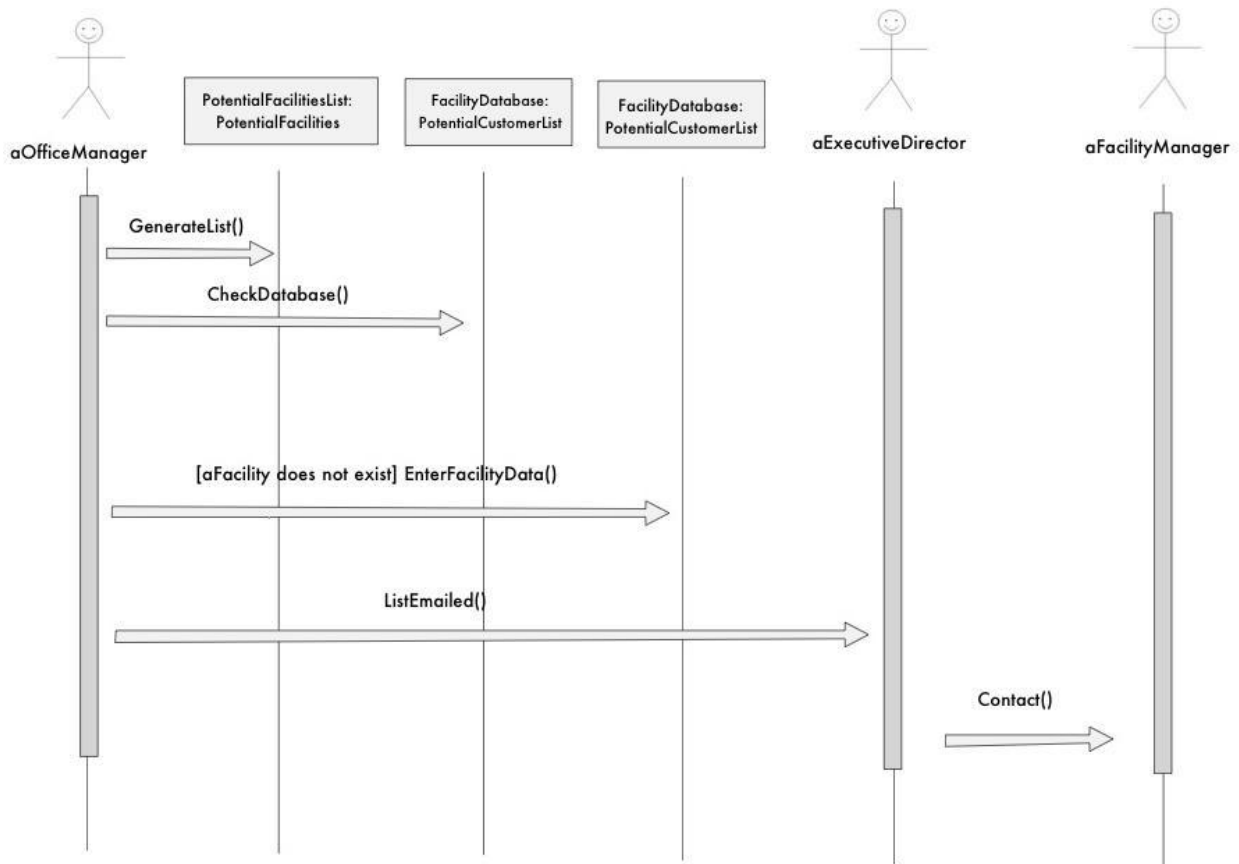 PotentialFacilitiesList:
PotentialFacilities
FacilityDatabase:
PotentialCustomerList
FacilityDatabase:
PotentialCustomerList
aOfficeManager
aExecutiveDirector
aFacilityManager
GenerateList()
CheckDatabase()
[aFacility does not exist] EnterFacilityData()
ListEmailed()
Contact()